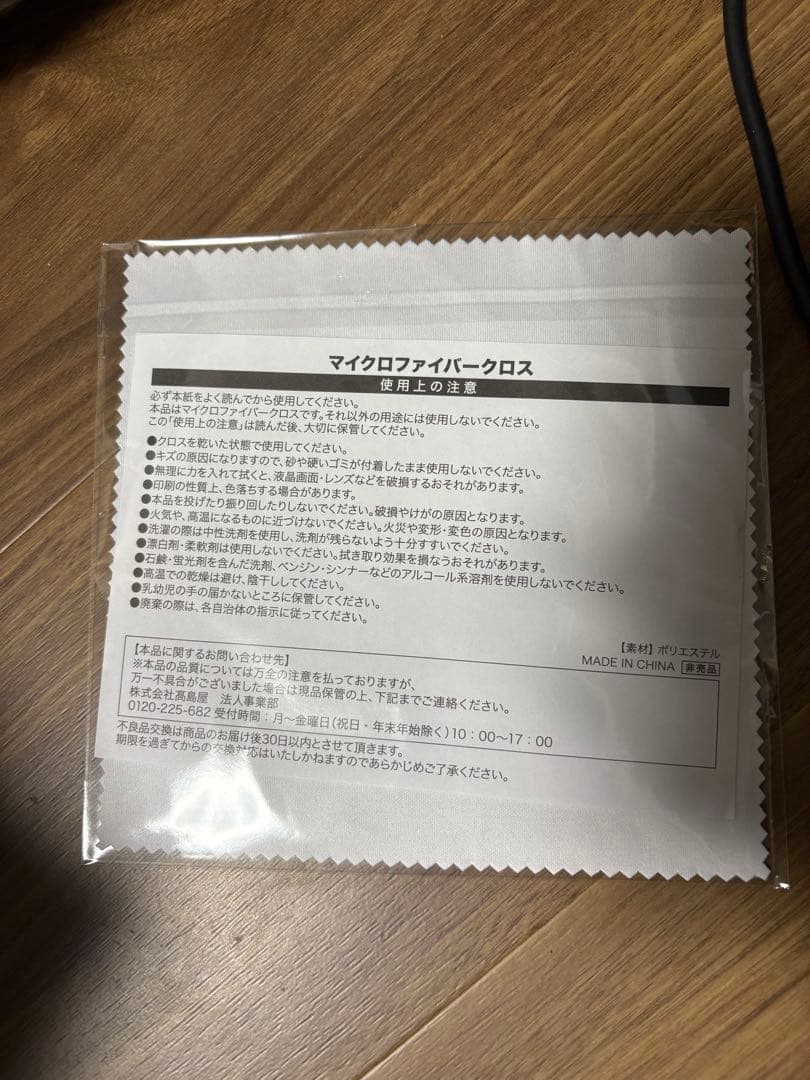 マイクロファイバークロス
使用上の注意
必ず本紙をよく読んでから使用してください。
本品はマイクロファイバークロスです。それ以外の用途には使用しないでください。
この「使用上の注意」は読んだ後、大切に保管してください。
●クロスを乾いた状態で使用してください。
●キズの原因になりますので、砂や硬いゴミが付着したまま使用しないでください。
●無理に力を入れて拭くと、液晶画面・レンズなどを破損するおそれがあります。
●印刷の性質上、色落ちする場合があります。
●本品を投げたり振り回したりしないでください。破損やけがの原因となります。
●火気や、高温になるものに近づけないでください。火災や変形・変色の原因となります。
●洗濯の際は中性洗剤を使用し、洗剤が残らないよう十分すすいでください。
●漂白剤・柔軟剤は使用しないでください。拭き取り効果を損なうおそれがあります。
●石鹸・蛍光剤を含んだ洗剤、ベンジン・シンナーなどのアルコール系溶剤を使用しないでください。
●高温での乾燥は避け、陰干ししてください。
●乳幼児の手の届かないところに保管してください。
●廃棄の際は、各自治体の指示に従ってください。
【素材】ポリエステル
MADE IN CHINA 非売品
【本品に関するお問い合わせ先】
※本品の品質については万全の注意を払っておりますが、
万一不具合がございました場合は現品保管の上、下記までご連絡ください。
株式会社髙島屋 法人事業部
0120-225-682 受付時間：月〜金曜日（祝日・年末年始除く）10：00〜17：00
不良品交換は商品のお届け後30日以内とさせて頂きます。
期限を過ぎてからの交換対応はいたしかねますのであらかじめご了承ください。